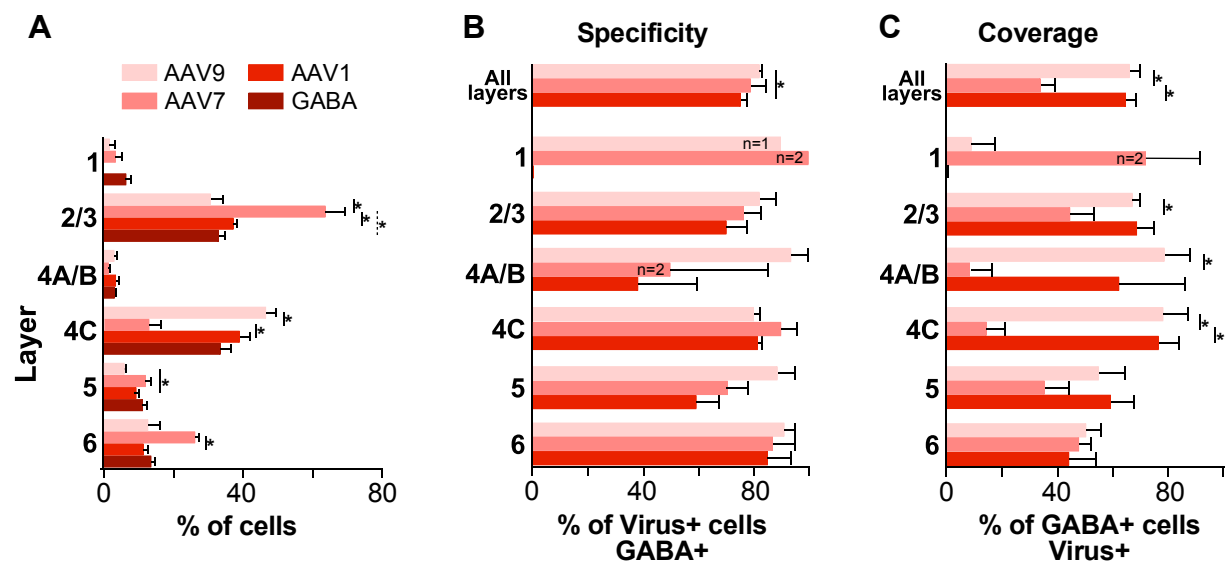 A
AAV9
AAV1
AAV7
GABA
Layer
1
2/3
4A/B
4C
5
6
*
*
*
*
*
*
*
0
40
80
% of cells
B
Specificity
All
layers
1
2/3
4A/B
4C
5
6
*
n=1
n=2
n=2
0
80
% of Virus+ cells
GABA+
C
Coverage
All
layers
1
2/3
4A/B
4C
5
6
*
*
n=2
*
*
*
*
0
40
80
% of GABA+ cells
Virus+